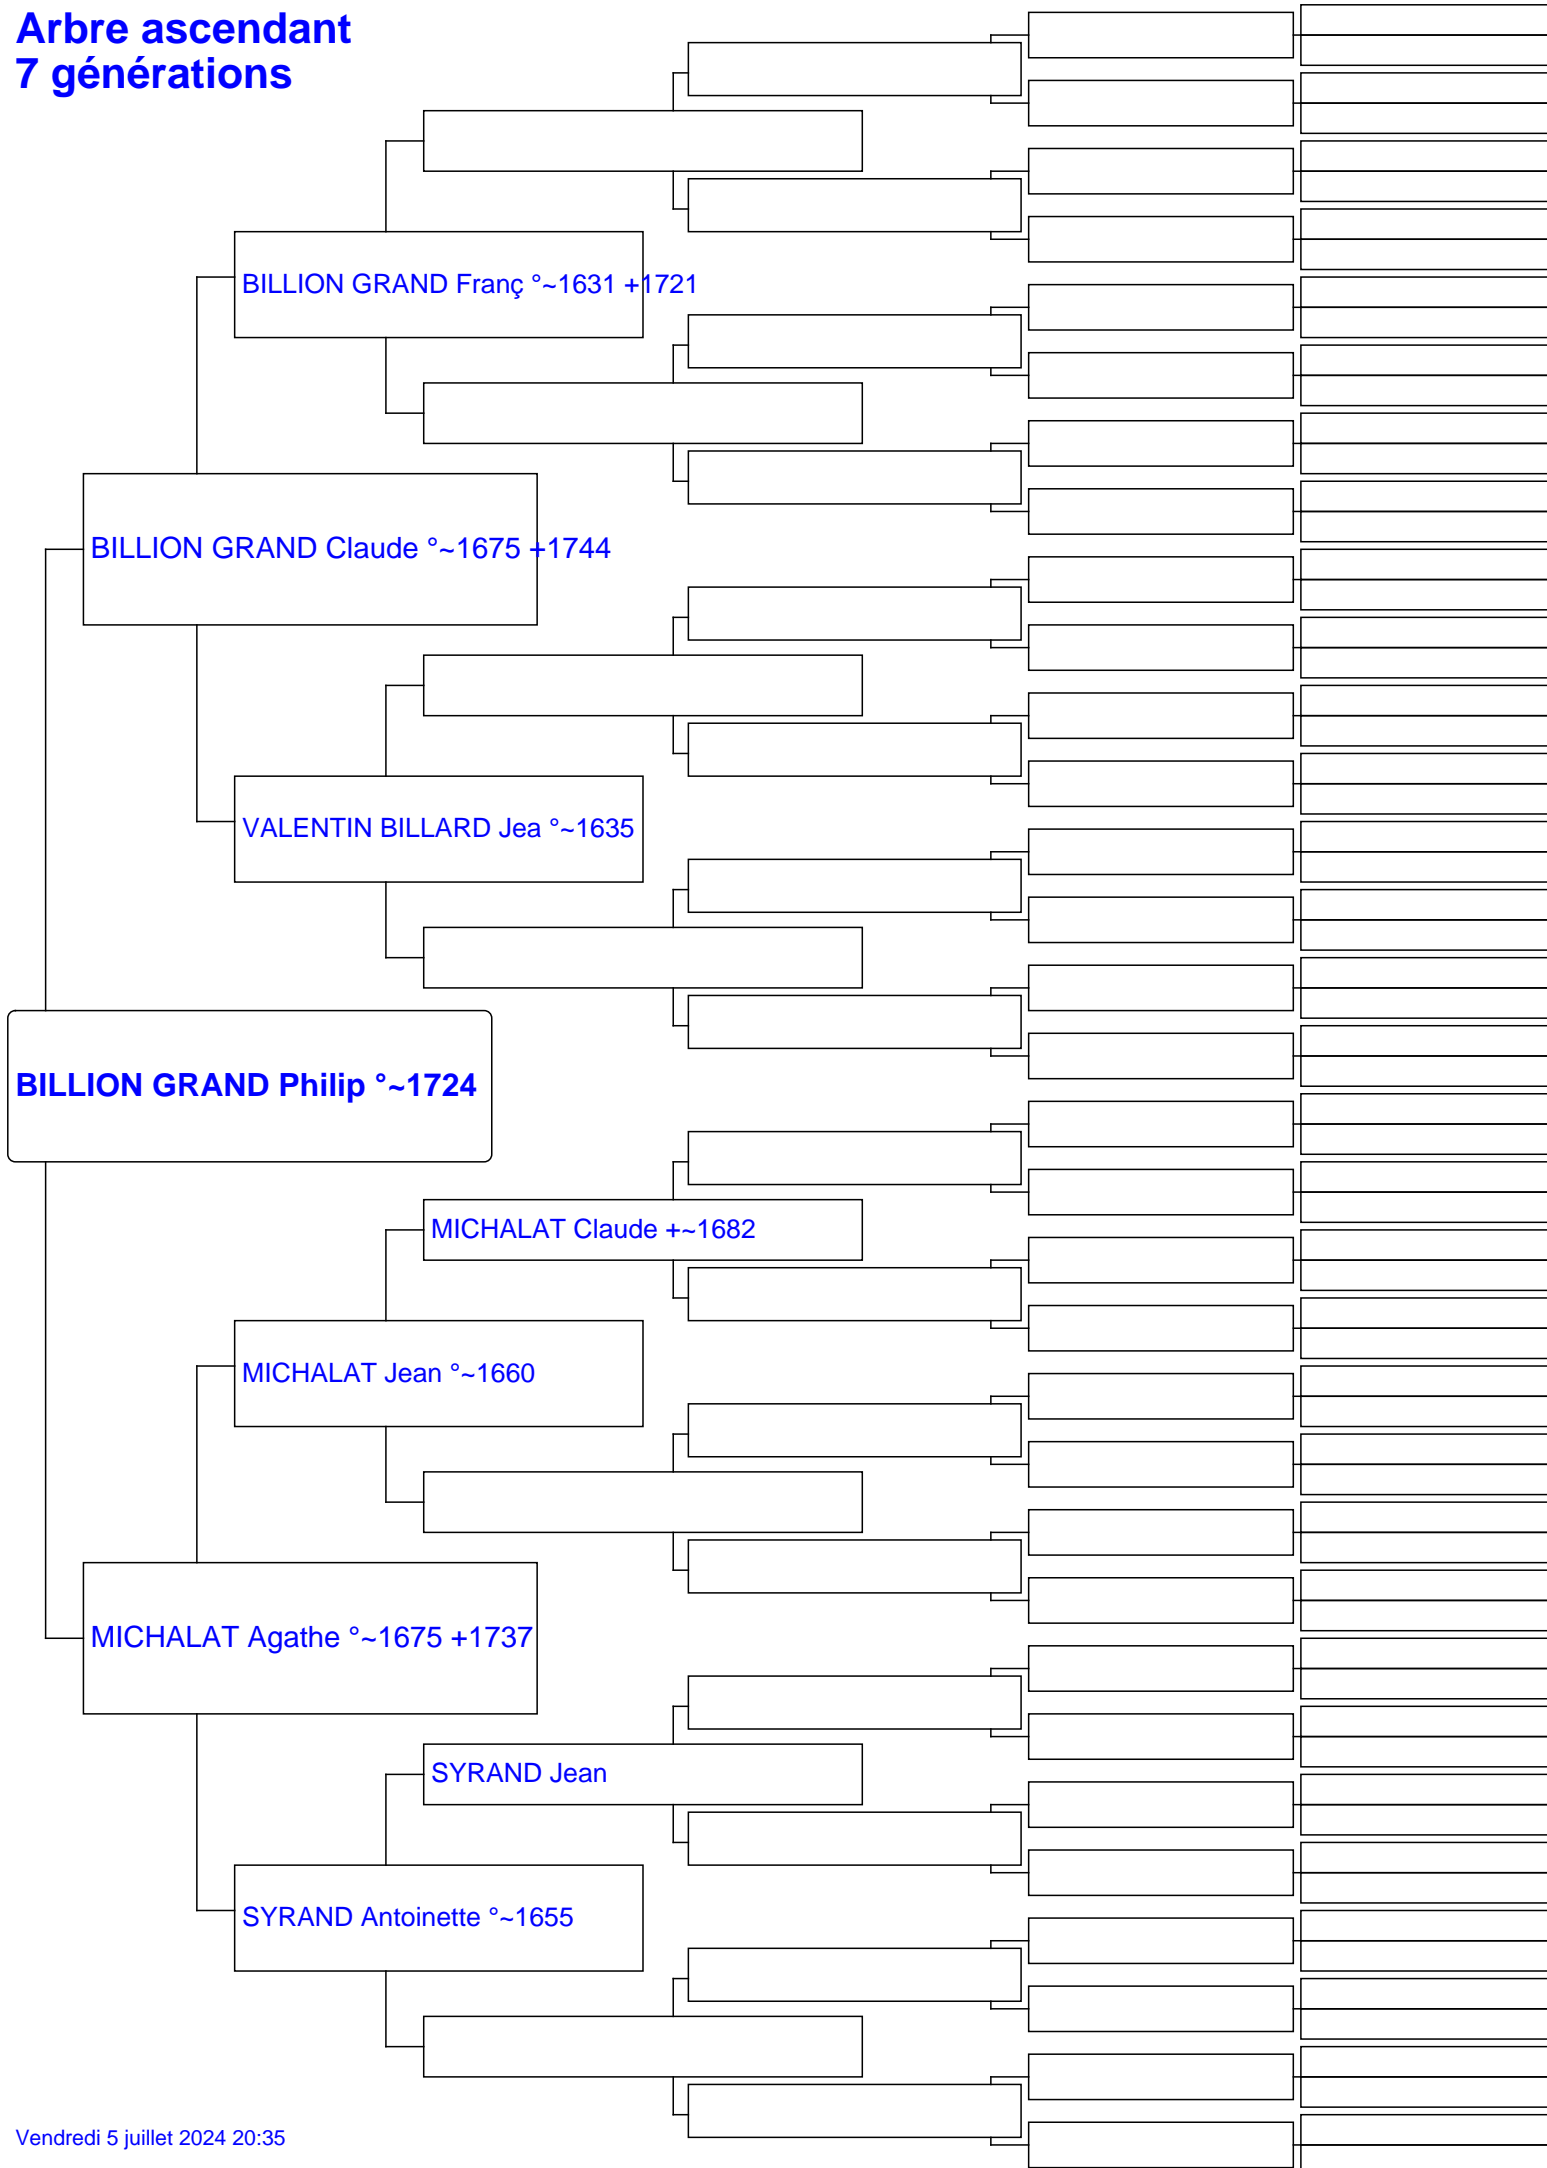 Arbre ascendant
7 générations
BILLION GRAND Franç °~1631 +1721
BILLION GRAND Claude °~1675 +1744
VALENTIN BILLARD Jea °~1635
BILLION GRAND Philip °~1724
MICHALAT Claude +~1682
MICHALAT Jean °~1660
MICHALAT Agathe °~1675 +1737
SYRAND Jean
SYRAND Antoinette °~1655
Vendredi 5 juillet 2024 20:35